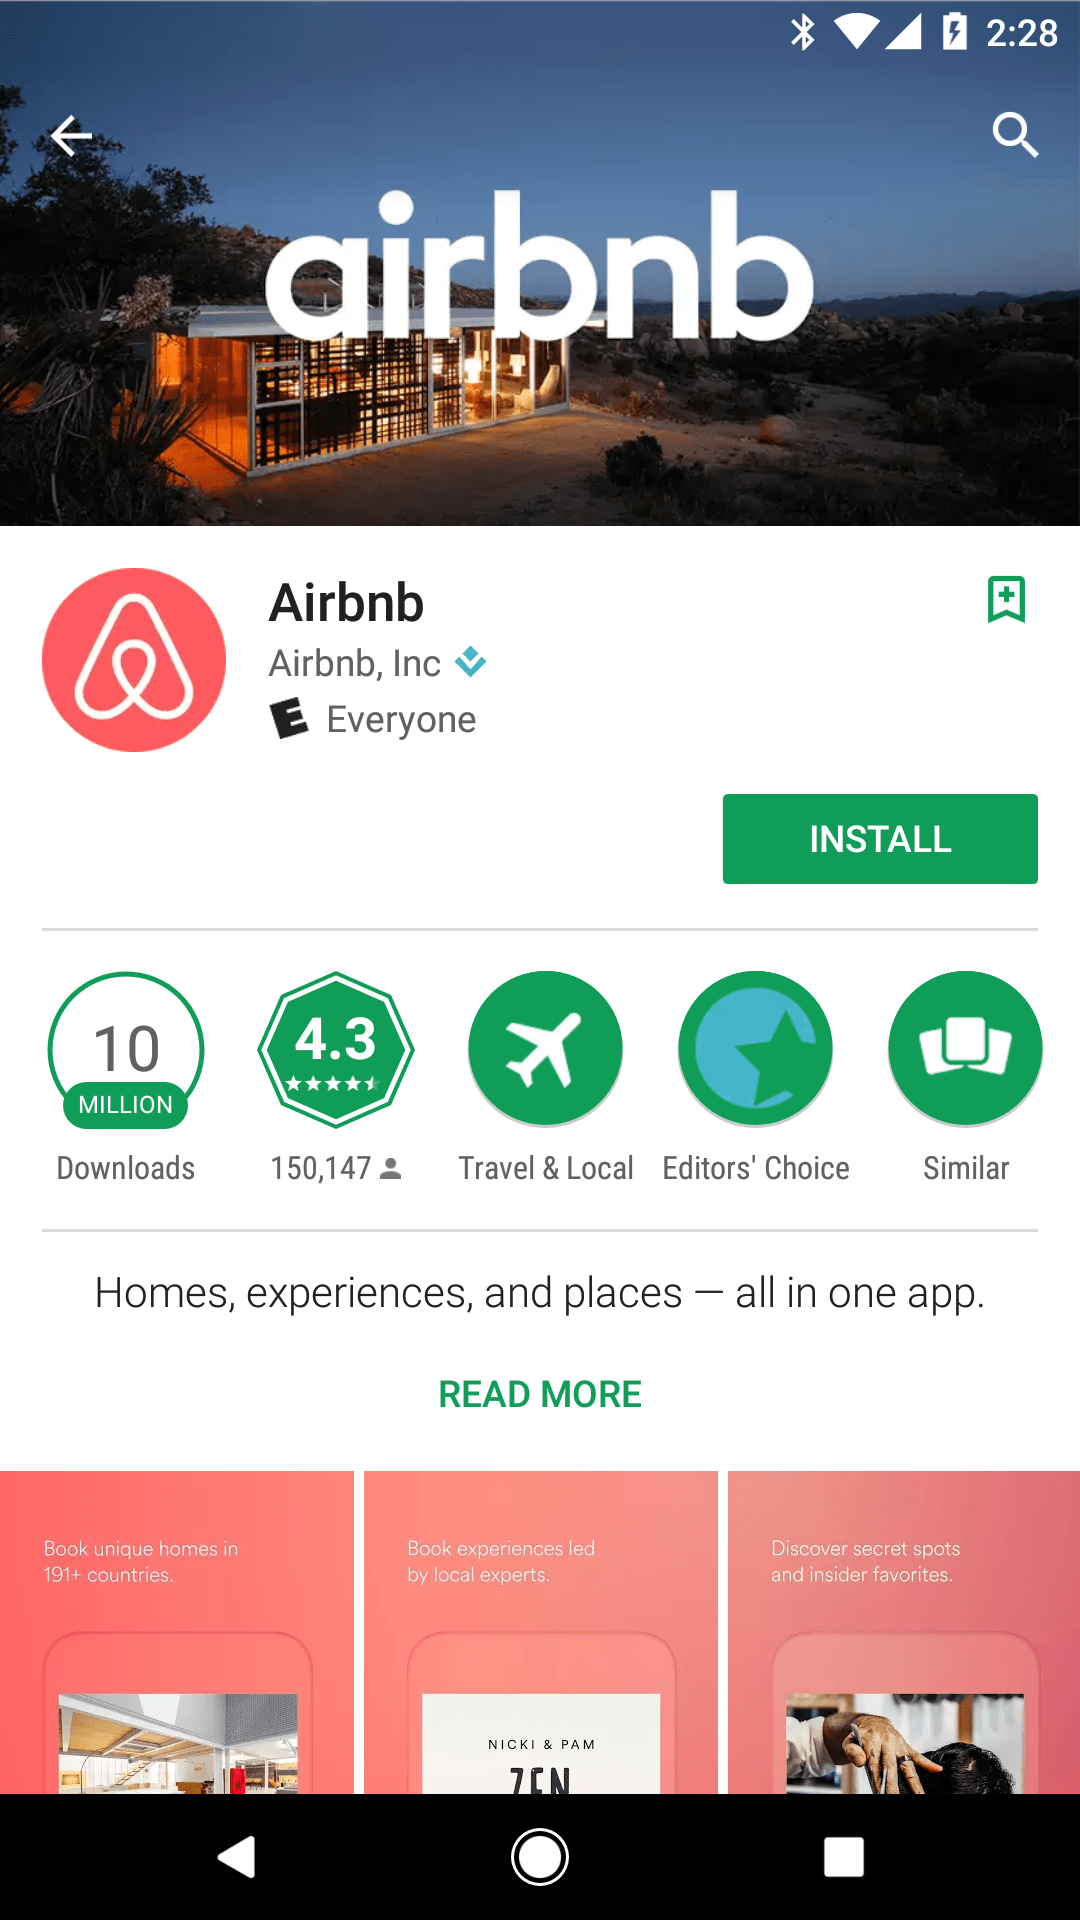 2:28
airbnb
Airbnb
Airbnb, Inc
E Everyone
INSTALL
10
MILLION
Downloads
4.3
150,147
Travel & Local
Editors' Choice
Similar
Homes, experiences, and places — all in one app.
READ MORE
Book unique homes in
191+ countries.
Book experiences led
by local experts.
Discover secret spots
and insider favorites.
NICKI & PAM
ZEN